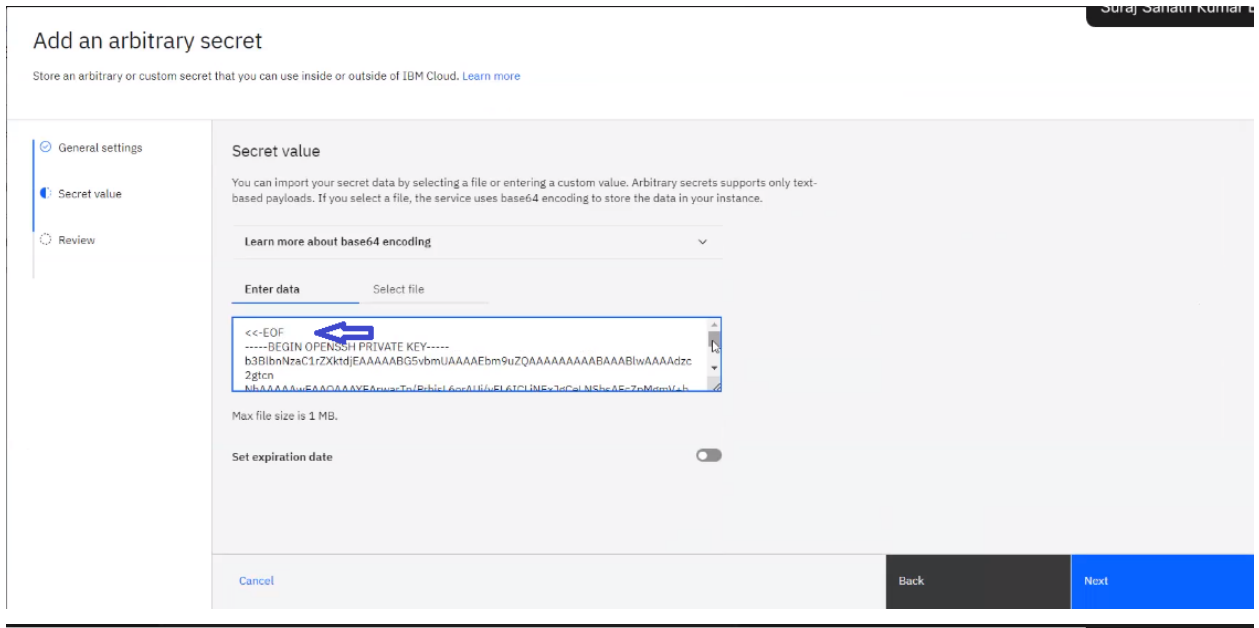 Suraj Sanath Kumar
Add an arbitrary secret
Store an arbitrary or custom secret that you can use inside or outside of IBM Cloud. Learn more
General settings
Secret value
Review
Secret value
You can import your secret data by selecting a file or entering a custom value. Arbitrary secrets supports only text-
based payloads. If you select a file, the service uses base64 encoding to store the data in your instance.
Learn more about base64 encoding
Enter data Select file
<<-EOF
-----BEGIN OPENSSH PRIVATE KEY-----
b3BlbnNzaC1rZXktdjEAAAAABG5vbmUAAAAEbm9uZQAAAAAAAAABAAABlwAAAAdzc
2gtcn
Max file size is 1 MB.
Set expiration date
Cancel
Back
Next